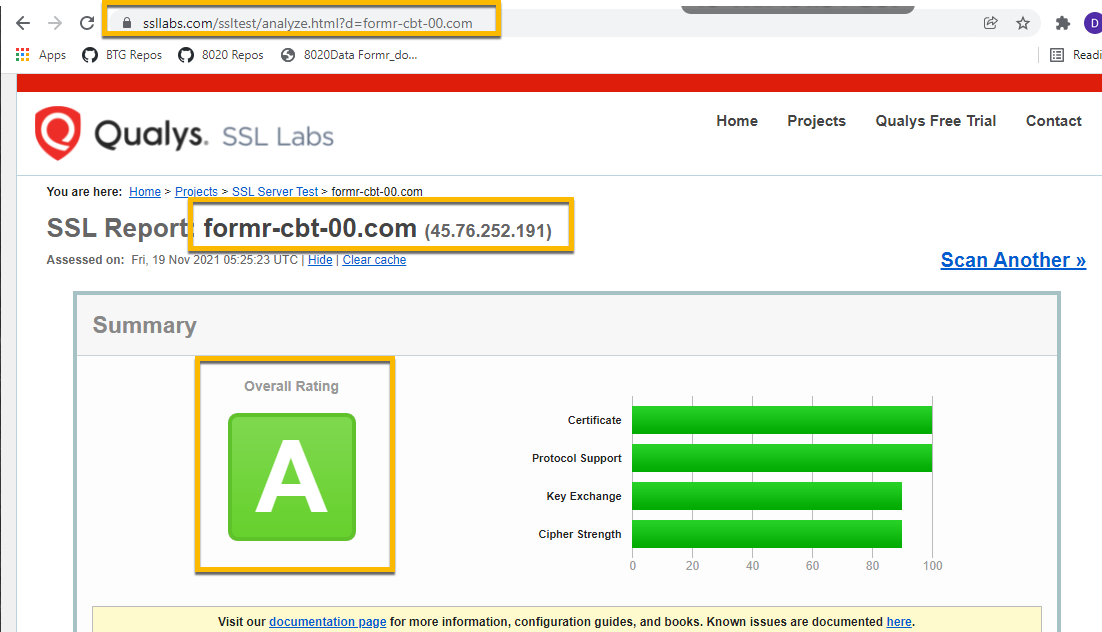 ssllabs.com/ssltest/analyze.html?d=formr-cbt-00.com
D
Apps BTG Repos 8020 Repos 8020Data Formr_do... Readi
Qualys. SSL Labs
Home Projects Qualys Free Trial Contact
You are here: Home > Projects > SSL Server Test > formr-cbt-00.com
SSL Report: formr-cbt-00.com (45.76.252.191)
Assessed on: Fri, 19 Nov 2021 05:25:23 UTC | Hide | Clear cache
Scan Another »
Summary
Overall Rating
A
Certificate
Protocol Support
Key Exchange
Cipher Strength
0 20 40 60 80 100
Visit our documentation page for more information, configuration guides, and books. Known issues are documented here.